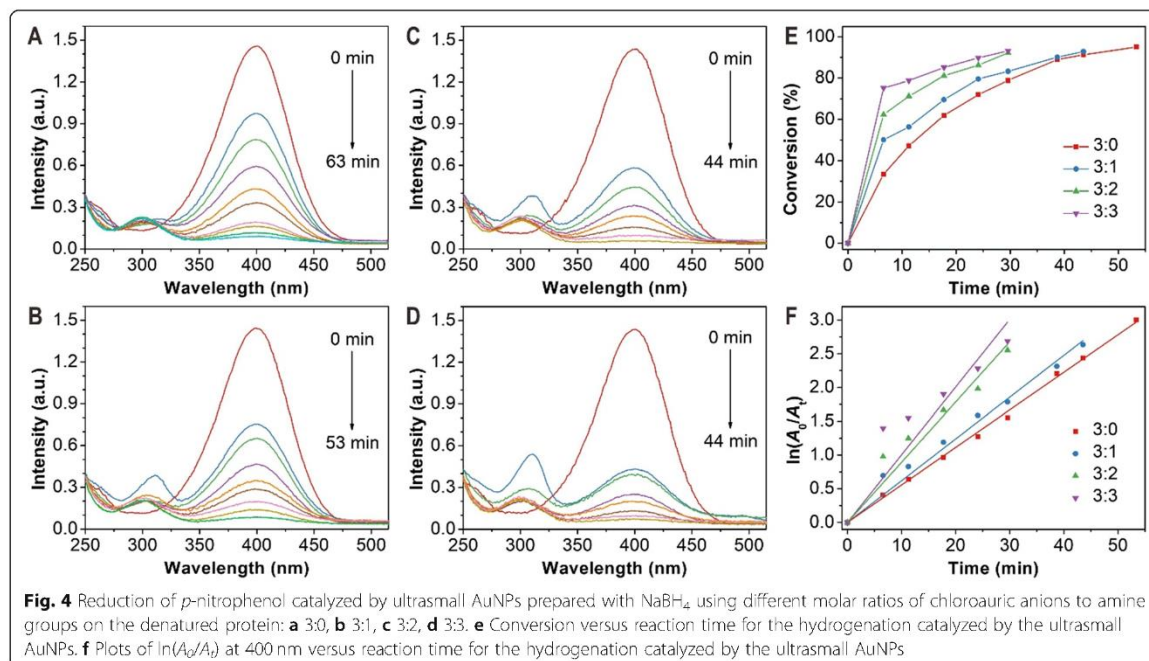 A
1.5
1.2
0.9
0.6
0.3
0.0
Intensity (a.u.)
0 min
63 min
250 300 350 400 450 500
Wavelength (nm)
B
1.5
1.2
0.9
0.6
0.3
0.0
Intensity (a.u.)
0 min
53 min
250 300 350 400 450 500
Wavelength (nm)
C
1.5
1.2
0.9
0.6
0.3
0.0
Intensity (a.u.)
0 min
44 min
250 300 350 400 450 500
Wavelength (nm)
D
1.5
1.2
0.9
0.6
0.3
0.0
Intensity (a.u.)
0 min
44 min
250 300 350 400 450 500
Wavelength (nm)
E
100
80
60
40
20
0
Conversion (%)
3:0
3:1
3:2
3:3
0 10 20 30 40 50
Time (min)
F
3.0
2.5
2.0
1.5
1.0
0.5
0.0
ln(A₀/Aₜ)
3:0
3:1
3:2
3:3
0 10 20 30 40 50
Time (min)
Fig. 4 Reduction of p-nitrophenol catalyzed by ultrasmall AuNPs prepared with NaBH₄ using different molar ratios of chloroauric anions to amine
groups on the denatured protein: a 3:0, b 3:1, c 3:2, d 3:3. e Conversion versus reaction time for the hydrogenation catalyzed by the ultrasmall
AuNPs. f Plots of ln(A₀/Aₜ) at 400 nm versus reaction time for the hydrogenation catalyzed by the ultrasmall AuNPs